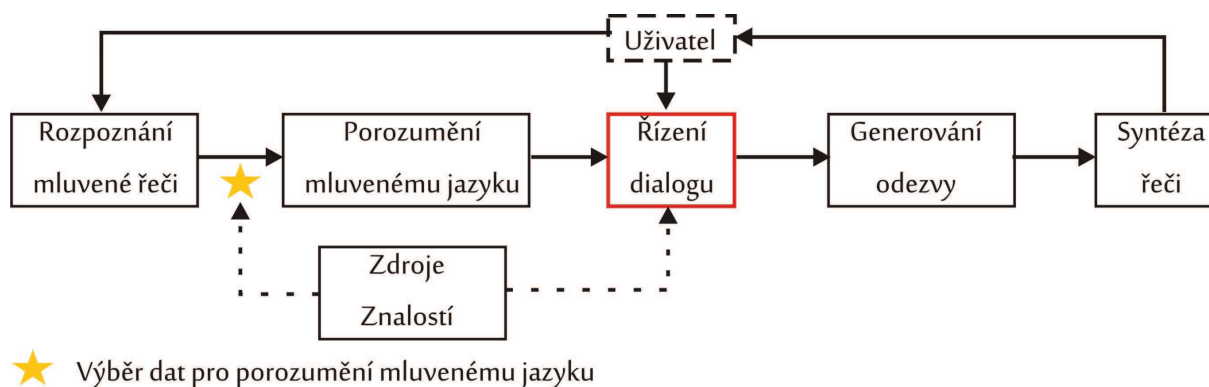 Uživatel
Rozpoznání
mluvené řeči
Porozumění
mluvenému jazyku
Řízení
dialogu
Generování
odezvy
Syntéza
řeči
Zdroje
Znalostí
Výběr dat pro porozumění mluvenému jazyku